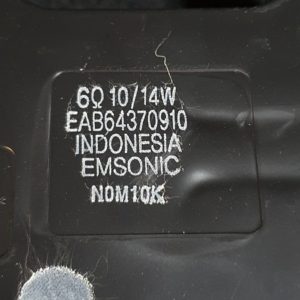 6Ω 10/14W
EAB64370910
INDONESIA
EMSONIC
N0M10K